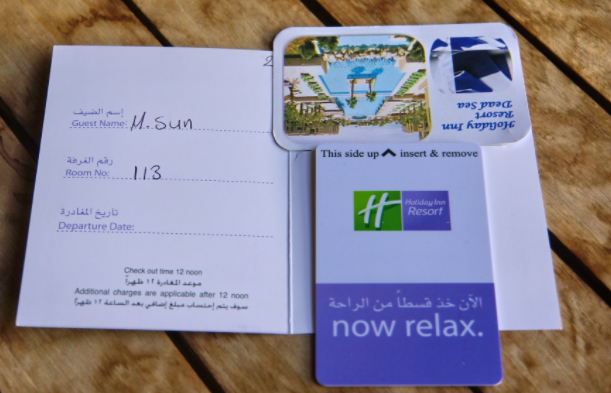 إسم الضيف
Guest Name: M. Sun
رقم الغرفة
Room No: 113
تاريخ المغادرة
Departure Date:
Check out time 12 noon
موعد المغادرة ١٢ ظهراً
Additional charges are applicable after 12 noon
سوف يتم إحتساب مبلغ إضافي بعد الساعة ١٢ ظهراً
Holiday Inn
Resort
Dead Sea
This side up insert & remove
H Holiday Inn
Resort
الآن خذ قسطاً من الراحة
now relax.